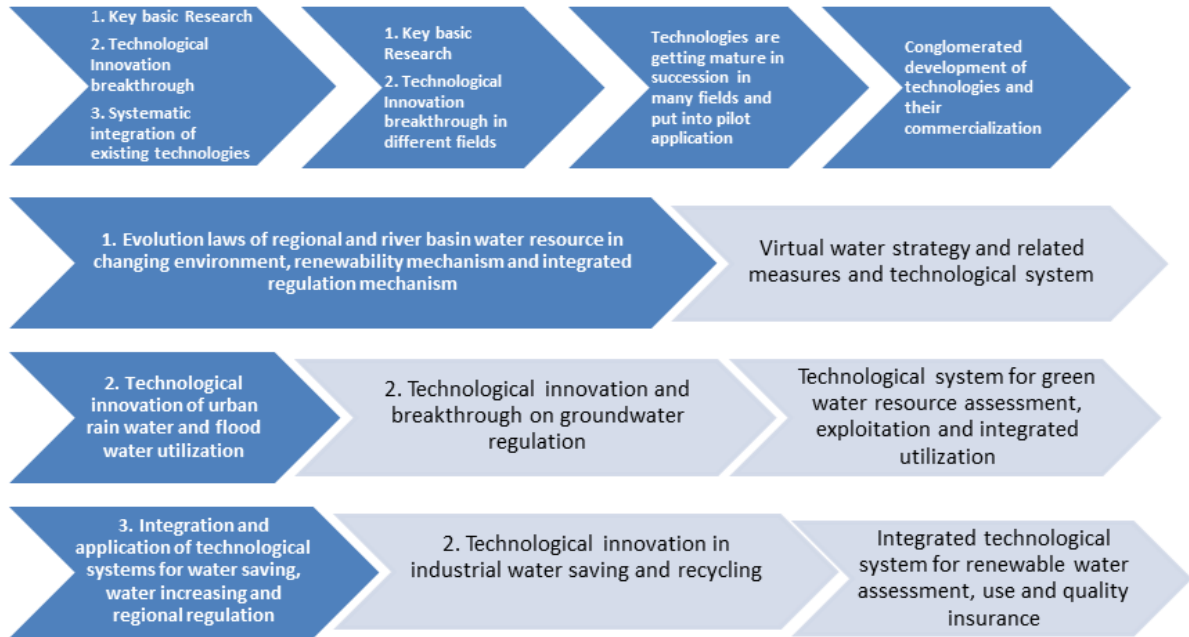 1. Key basic Research
2. Technological
Innovation
breakthrough
3. Systematic
integration of
existing technologies
1. Key basic
Research
2. Technological
Innovation
breakthrough in
different fields
Technologies are
getting mature in
succession in
many fields and
put into pilot
application
Conglomerated
development of
technologies and
their
commercialization
1. Evolution laws of regional and river basin water resource in
changing environment, renewability mechanism and integrated
regulation mechanism
Virtual water strategy and related
measures and technological system
2. Technological
innovation of urban
rain water and flood
water utilization
2. Technological innovation and
breakthrough on groundwater
regulation
Technological system for green
water resource assessment,
exploitation and integrated
utilization
3. Integration and
application of technological
systems for water saving,
water increasing and
regional regulation
2. Technological innovation in
industrial water saving and recycling
Integrated technological
system for renewable water
assessment, use and quality
insurance